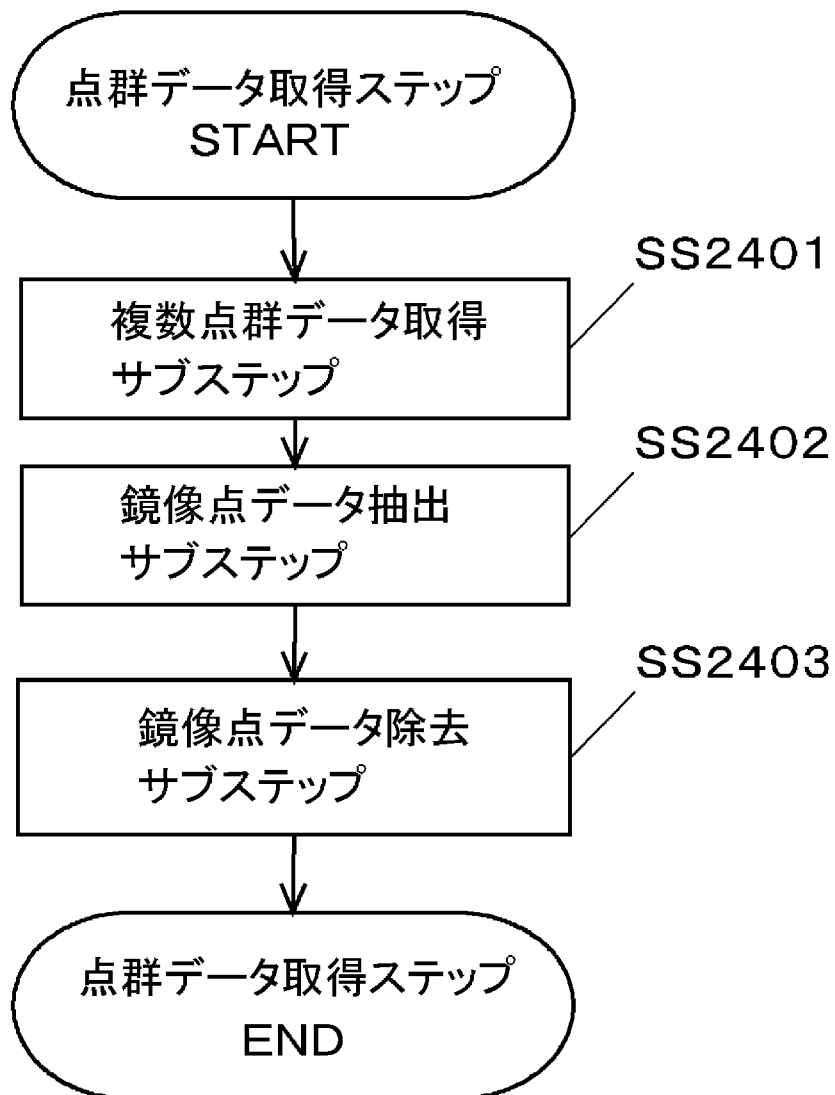 点群データ取得ステップ
START
SS2401
複数点群データ取得
サブステップ
SS2402
鏡像点データ抽出
サブステップ
SS2403
鏡像点データ除去
サブステップ
点群データ取得ステップ
END